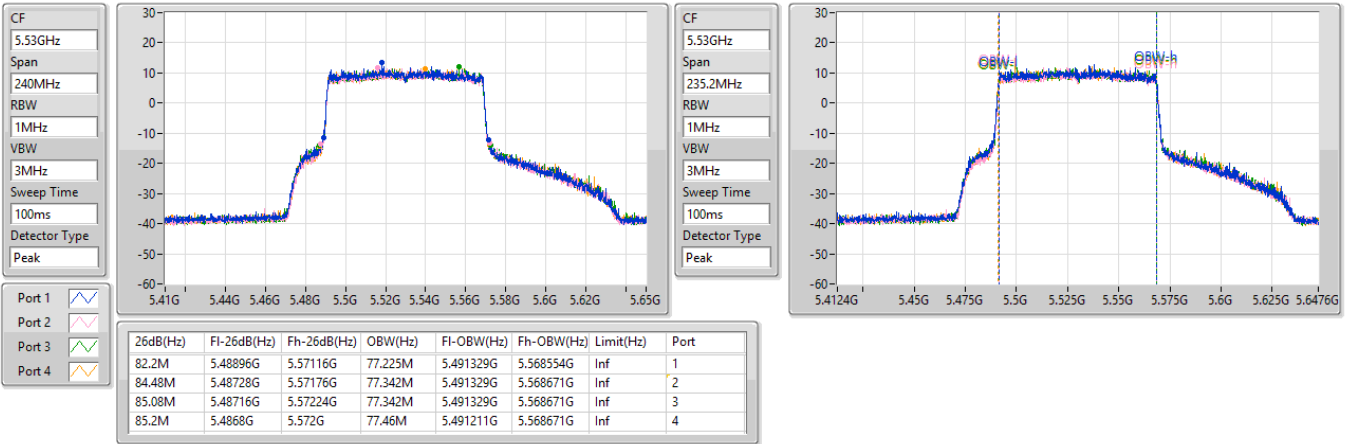 CF
5.53GHz
Span
240MHz
RBW
1MHz
VBW
3MHz
Sweep Time
100ms
Detector Type
Peak
30
20
10
0
-10
-20
-30
-40
-50
-60
5.41G 5.44G 5.46G 5.48G 5.5G 5.52G 5.54G 5.56G 5.58G 5.6G 5.62G 5.65G
CF
5.53GHz
Span
235.2MHz
RBW
1MHz
VBW
3MHz
Sweep Time
100ms
Detector Type
Peak
30
20
10
0
-10
-20
-30
-40
-50
-60
OBW-l OBW-h
5.4124G 5.45G 5.475G 5.5G 5.525G 5.55G 5.575G 5.6G 5.625G 5.6476G
Port 1
Port 2
Port 3
Port 4
26dB(Hz) Fl-26dB(Hz) Fh-26dB(Hz) OBW(Hz) Fl-OBW(Hz) Fh-OBW(Hz) Limit(Hz) Port
82.2M 5.48896G 5.57116G 77.225M 5.491329G 5.568554G Inf 1
84.48M 5.48728G 5.57176G 77.342M 5.491329G 5.568671G Inf 2
85.08M 5.48716G 5.57224G 77.342M 5.491329G 5.568671G Inf 3
85.2M 5.4868G 5.572G 77.46M 5.491211G 5.568671G Inf 4